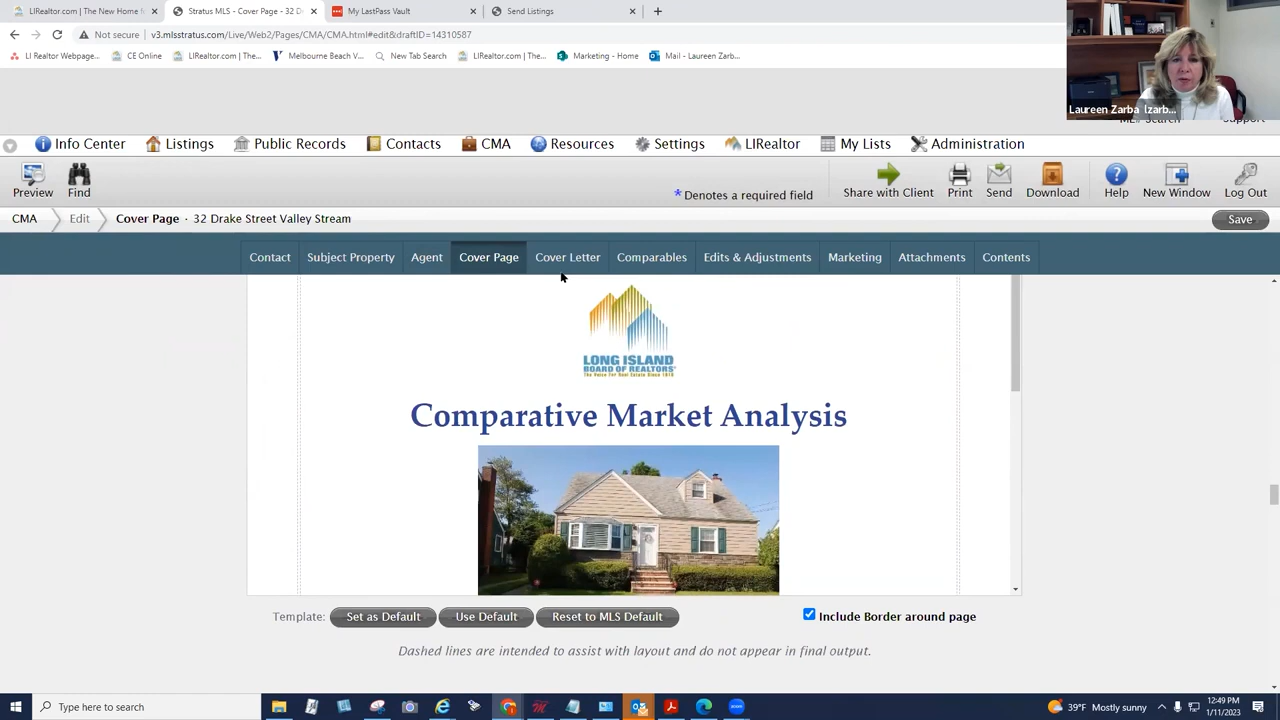 LIRealtor.com | The New Home f
Stratus MLS - Cover Page - 32 Dr
My LastPass Vault
Send Listings
Not secure
v3.mlsstratus.com/Live/Web2/Pages/CMA/CMA.html
LI Realtor Webpage...
CE Online
LIRealtor.com | The...
Melbourne Beach V...
New Tab Search
LIRealtor.com | The...
Marketing - Home
Mail - Laureen Zarb...
Laureen Zarba lzarb...
Info Center
Listings
Public Records
Contacts
CMA
Resources
Settings
LIRealtor
My Lists
Administration
Preview
Find
* Denotes a required field
Share with Client
Print
Send
Download
Help
New Window
Log Out
CMA
Edit
Cover Page · 32 Drake Street Valley Stream
Save
Contact
Subject Property
Agent
Cover Page
Cover Letter
Comparables
Edits & Adjustments
Marketing
Attachments
Contents
LONG ISLAND
BOARD OF REALTORS®
The Voice For Real Estate Since 1910
Comparative Market Analysis
Template:
Set as Default
Use Default
Reset to MLS Default
Include Border around page
Dashed lines are intended to assist with layout and do not appear in final output.
Type here to search
39°F Mostly sunny
12:49 PM
1/11/2023